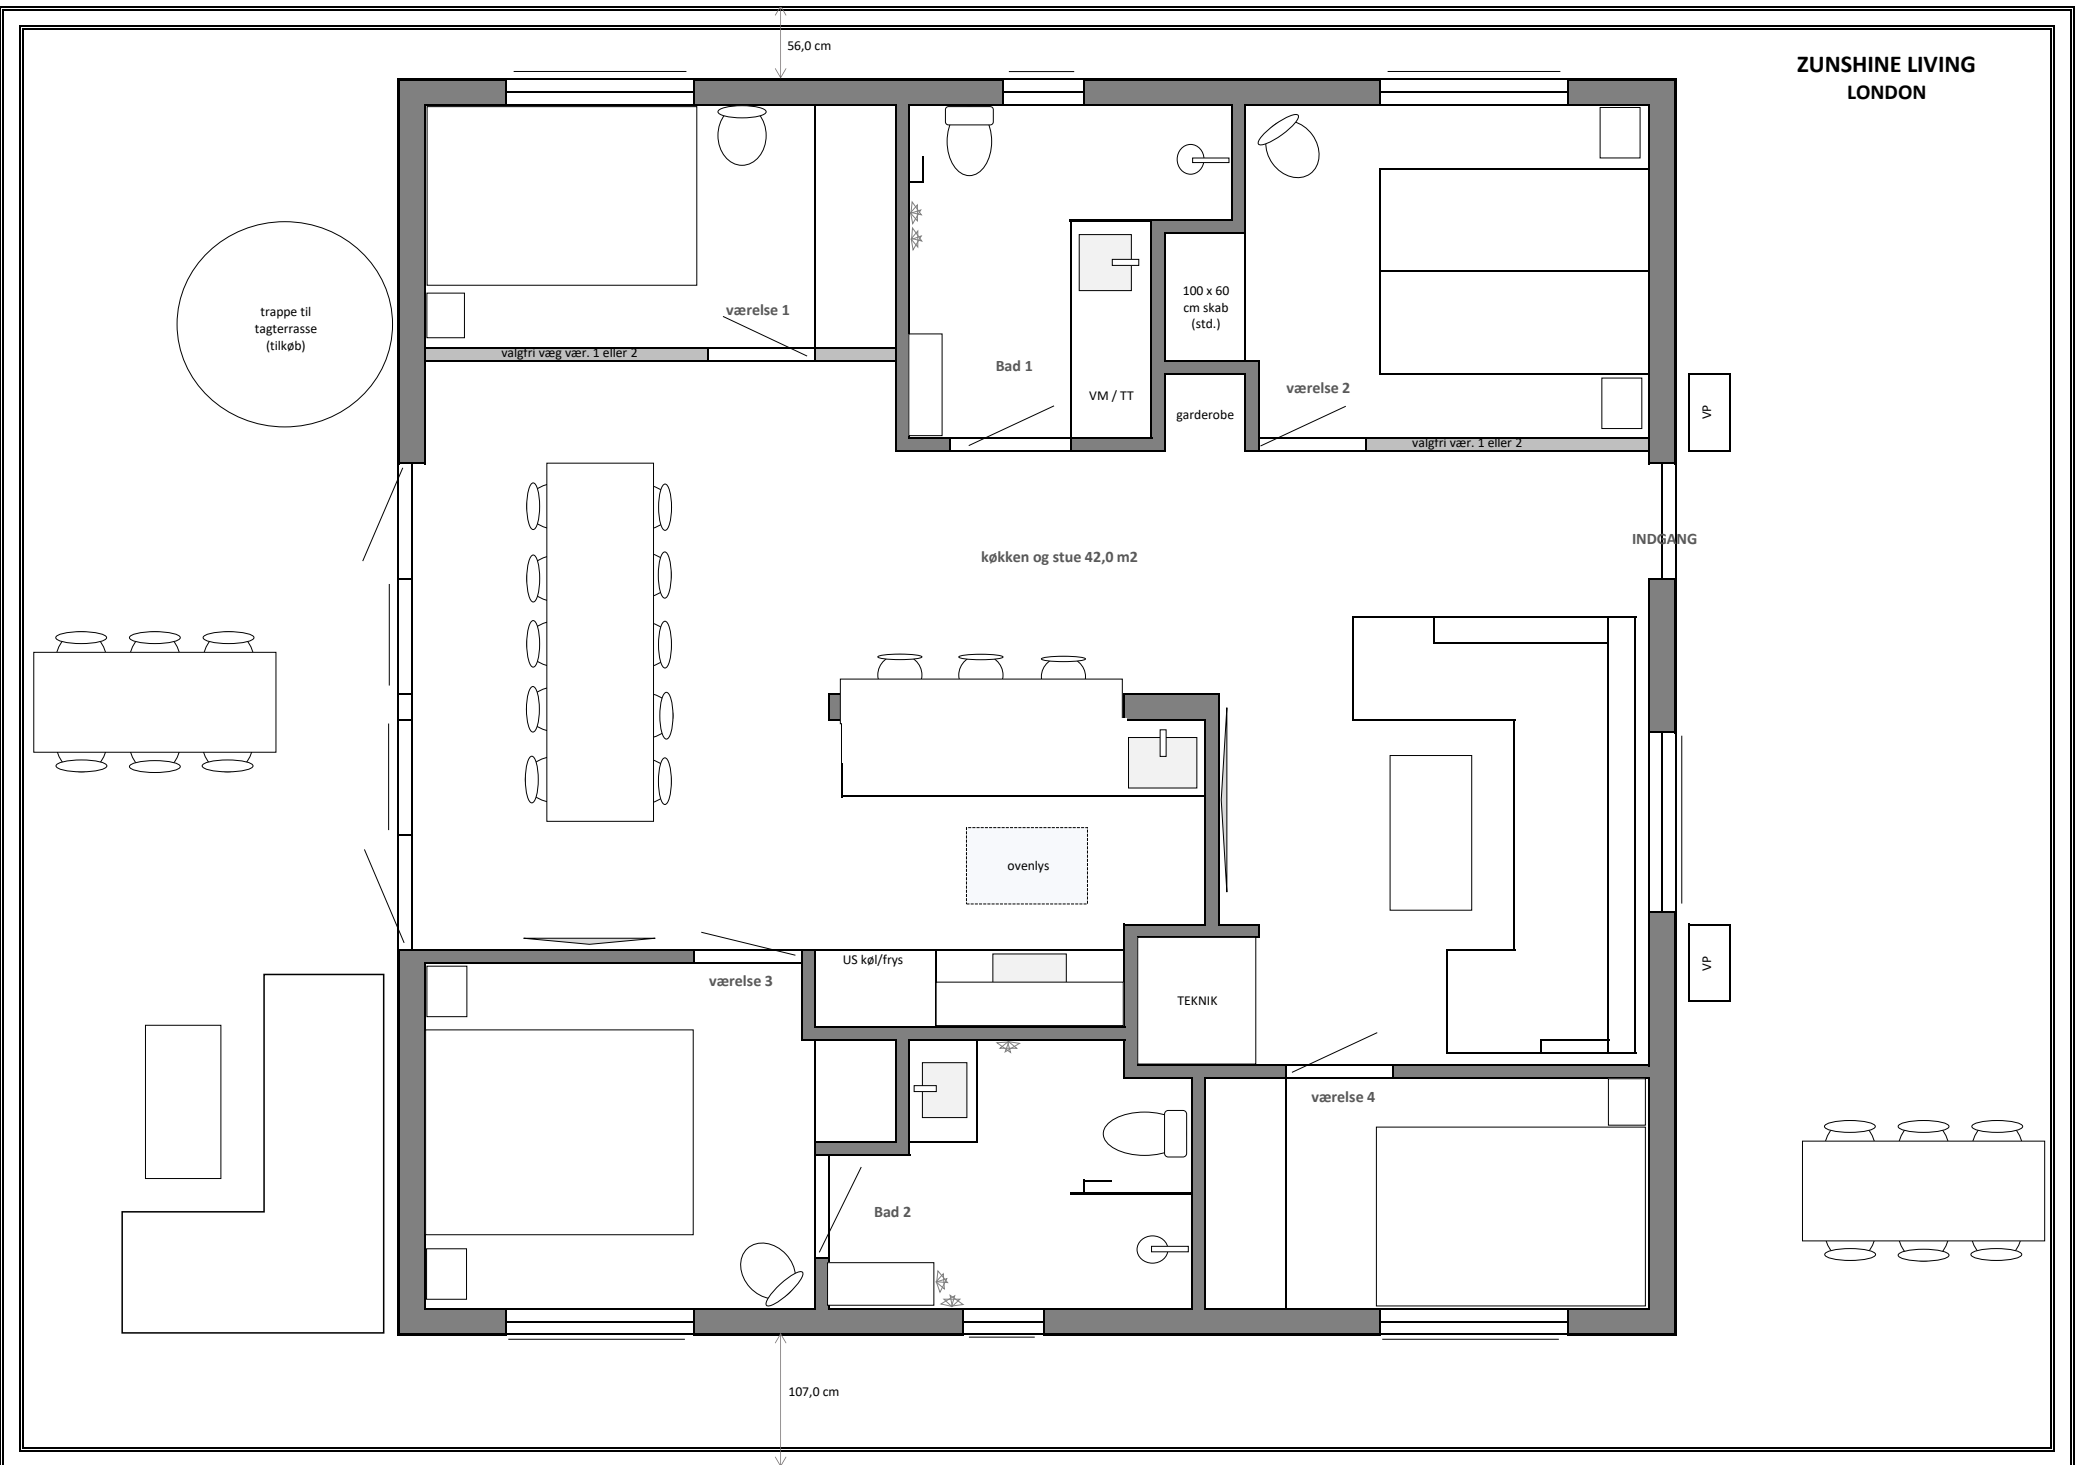 56,0 cm
ZUNSHINE LIVING
LONDON
trappe til
tagterrasse
(tilkøb)
værelse 1
valgfri væg vær. 1 eller 2
100 x 60
cm skab
(std.)
Bad 1
VM / TT
garderobe
værelse 2
valgfri vær. 1 eller 2
VP
INDGANG
køkken og stue 42,0 m2
ovenlys
US køl/frys
værelse 3
TEKNIK
VP
værelse 4
Bad 2
107,0 cm